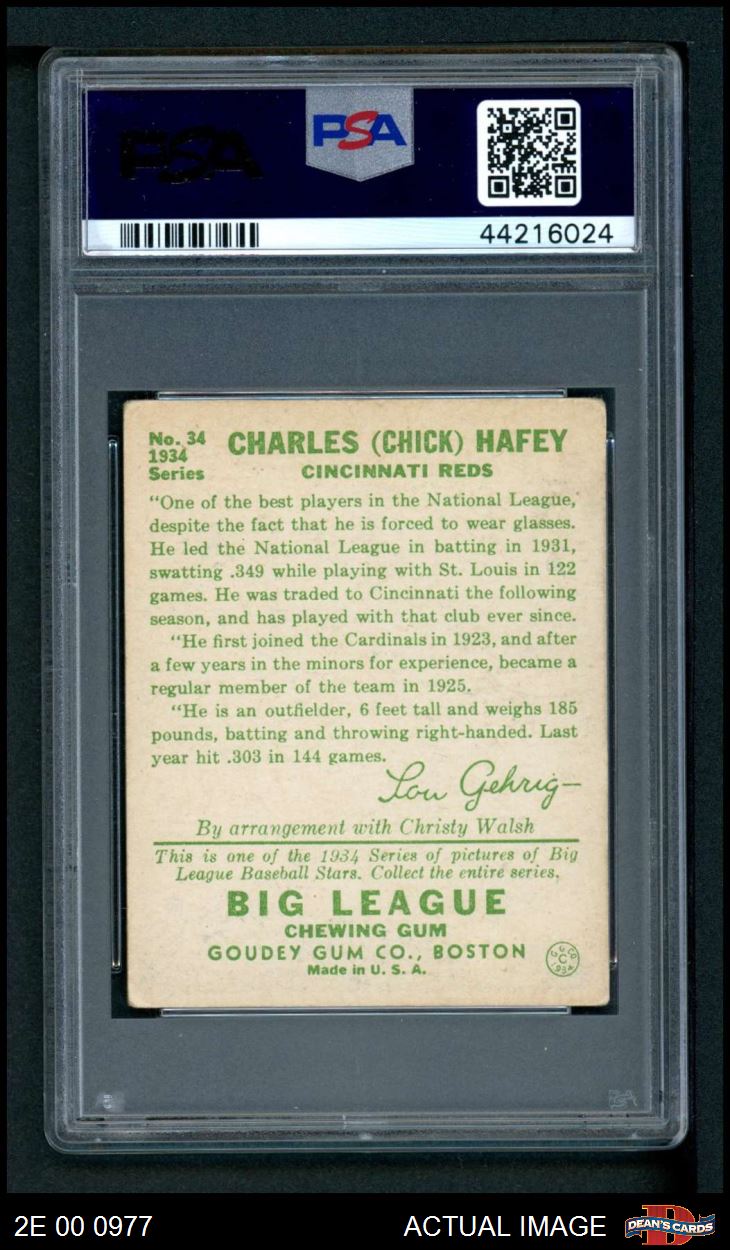 PSA
PSA
44216024
No. 34
1934
Series
CHARLES (CHICK) HAFEY
CINCINNATI REDS
"One of the best players in the National League,
despite the fact that he is forced to wear glasses.
He led the National League in batting in 1931,
swatting .349 while playing with St. Louis in 122
games. He was traded to Cincinnati the following
season, and has played with that club ever since.
"He first joined the Cardinals in 1923, and after
a few years in the minors for experience, became a
regular member of the team in 1925.
"He is an outfielder, 6 feet tall and weighs 185
pounds, batting and throwing right-handed. Last
year hit .303 in 144 games.
Lou Gehrig—
By arrangement with Christy Walsh
This is one of the 1934 Series of pictures of Big
League Baseball Stars. Collect the entire series.
BIG LEAGUE
CHEWING GUM
GOUDEY GUM CO., BOSTON
Made in U. S. A.
G G CO
C
1934
PSA
2E 00 0977
ACTUAL IMAGE
D
DEAN'S CARDS